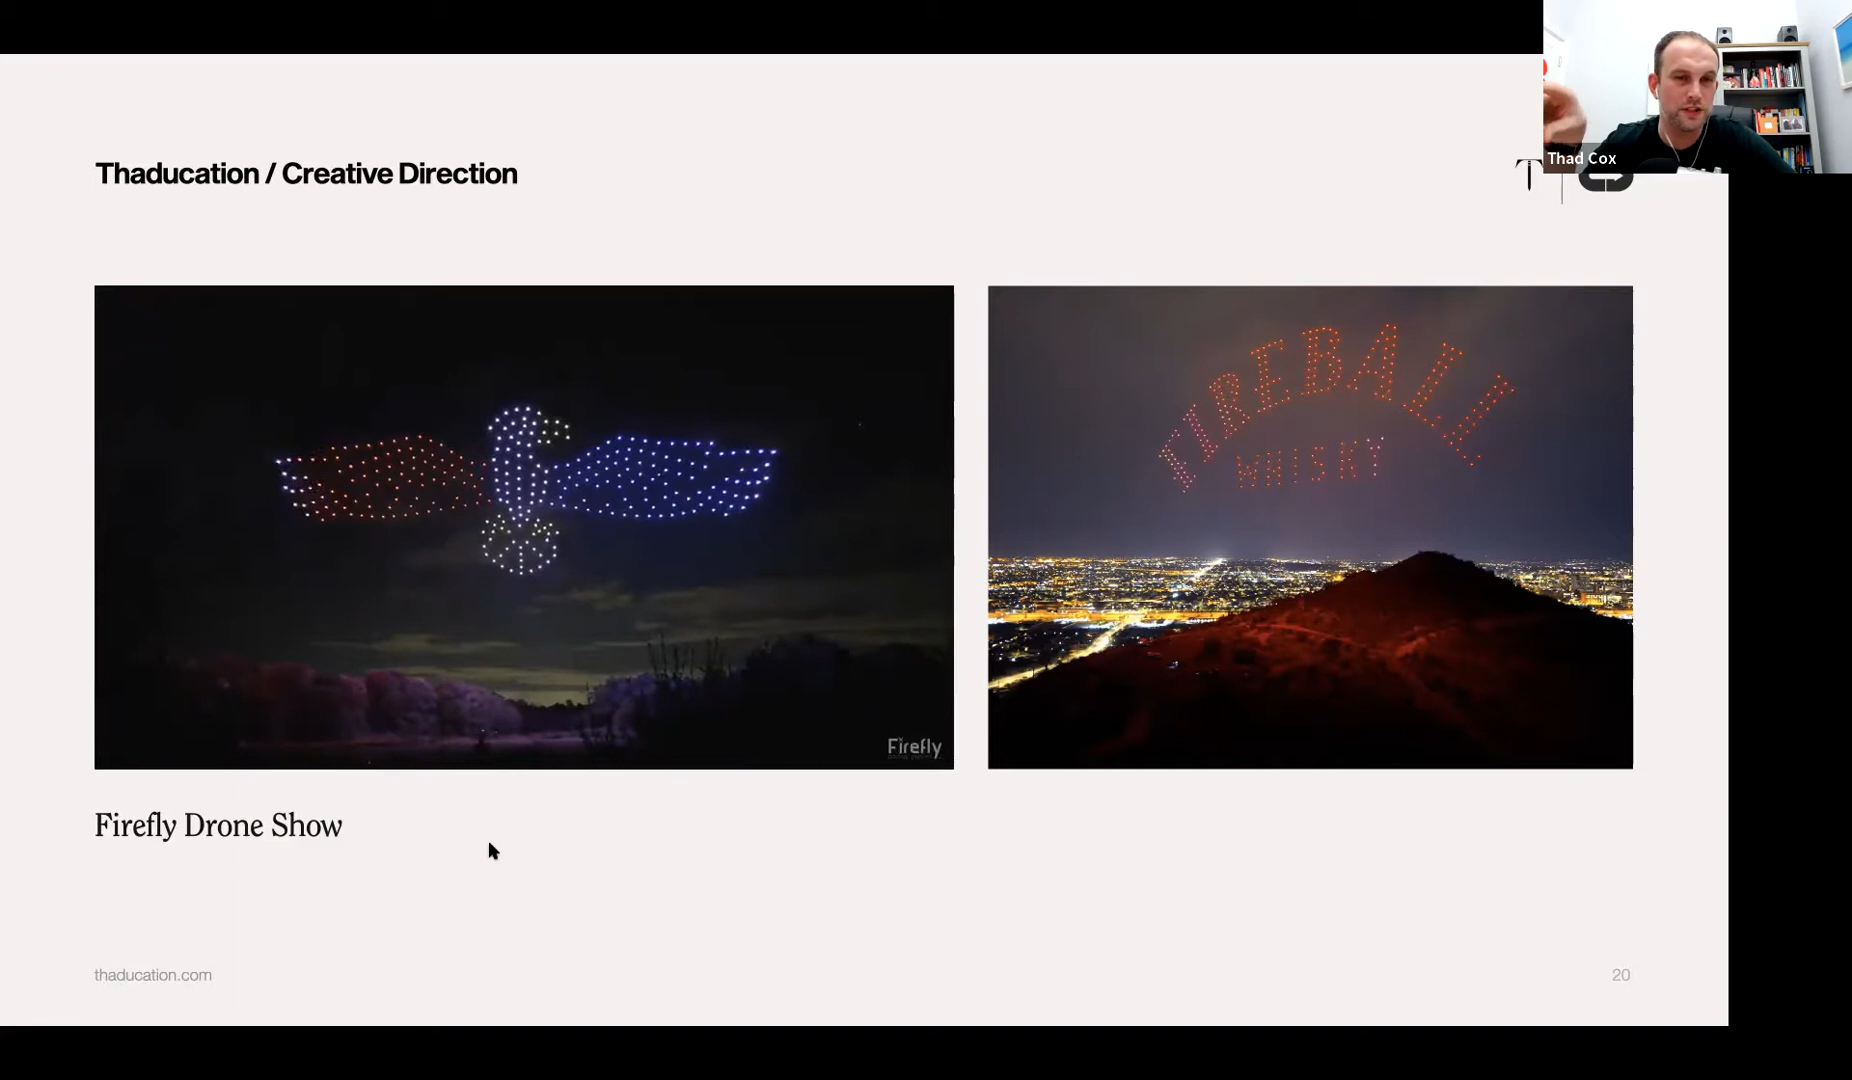 Thad Cox
Thaducation / Creative Direction
T
FIREBALL
WHISKY
Firefly
Firefly Drone Show
thaducation.com
20